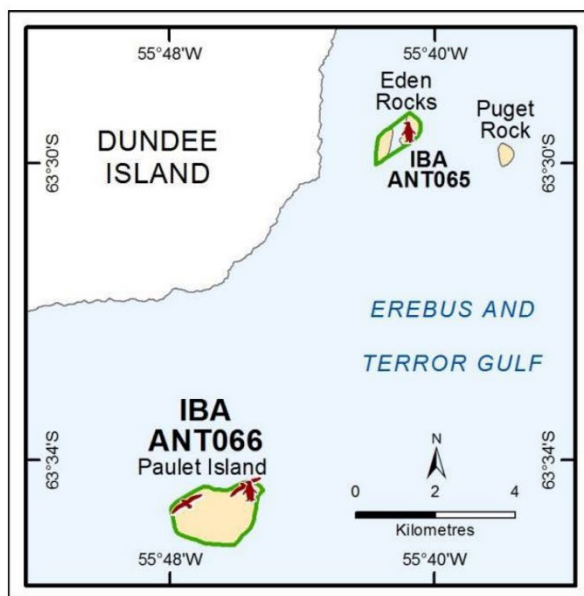 55°48'W
55°40'W
Eden
Rocks
Puget
Rock
DUNDEE
ISLAND
63°30'S
63°30'S
IBA
ANT065
EREBUS AND
TERROR GULF
IBA
ANT066
Paulet Island
63°34'S
63°34'S
N
0 2 4
Kilometres
55°48'W
55°40'W